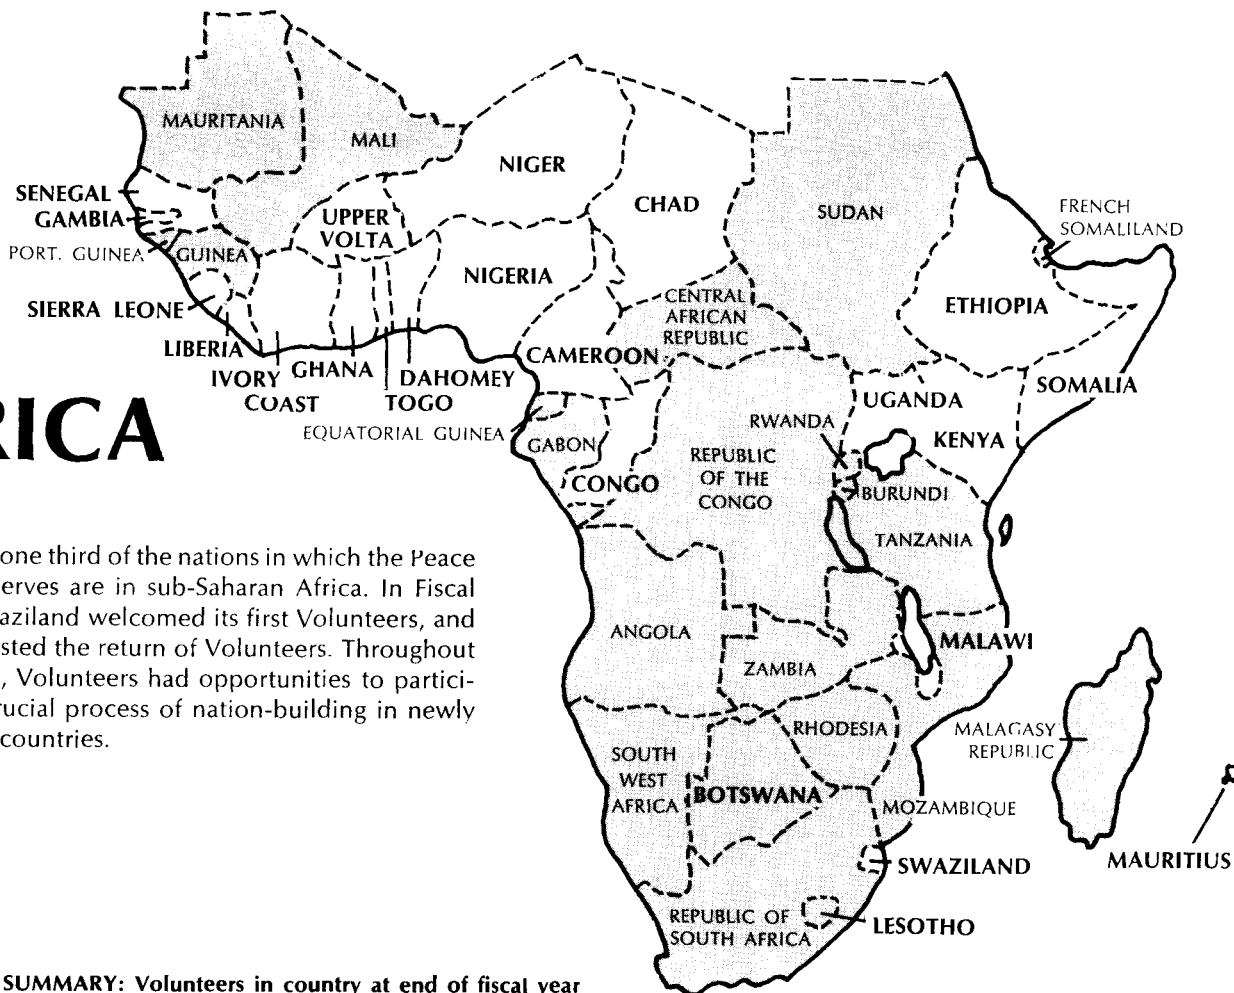 MAURITANIA
MALI
NIGER
CHAD
SUDAN
SENEGAL
GAMBIA
PORT. GUINEA
GUINEA
UPPER
VOLTA
NIGERIA
FRENCH
SOMALILAND
SIERRA LEONE
CENTRAL
AFRICAN
REPUBLIC
ETHIOPIA
LIBERIA
IVORY
COAST
GHANA
TOGO
DAHOMEY
CAMEROON
SOMALIA
UGANDA
KENYA
RWANDA
EQUATORIAL GUINEA
GABON
CONGO
REPUBLIC
OF THE
CONGO
BURUNDI
TANZANIA
RICA
one third of the nations in which the Peace
erves are in sub-Saharan Africa. In Fiscal
aziland welcomed its first Volunteers, and
sted the return of Volunteers. Throughout
, Volunteers had opportunities to partici-
rucial process of nation-building in newly
countries.
ANGOLA
ZAMBIA
MALAWI
RHODESIA
MALAGASY
REPUBLIC
SOUTH
WEST
AFRICA
BOTSWANA
MOZAMBIQUE
MAURITIUS
SWAZILAND
LESOTHO
REPUBLIC OF
SOUTH AFRICA
SUMMARY: Volunteers in country at end of fiscal year